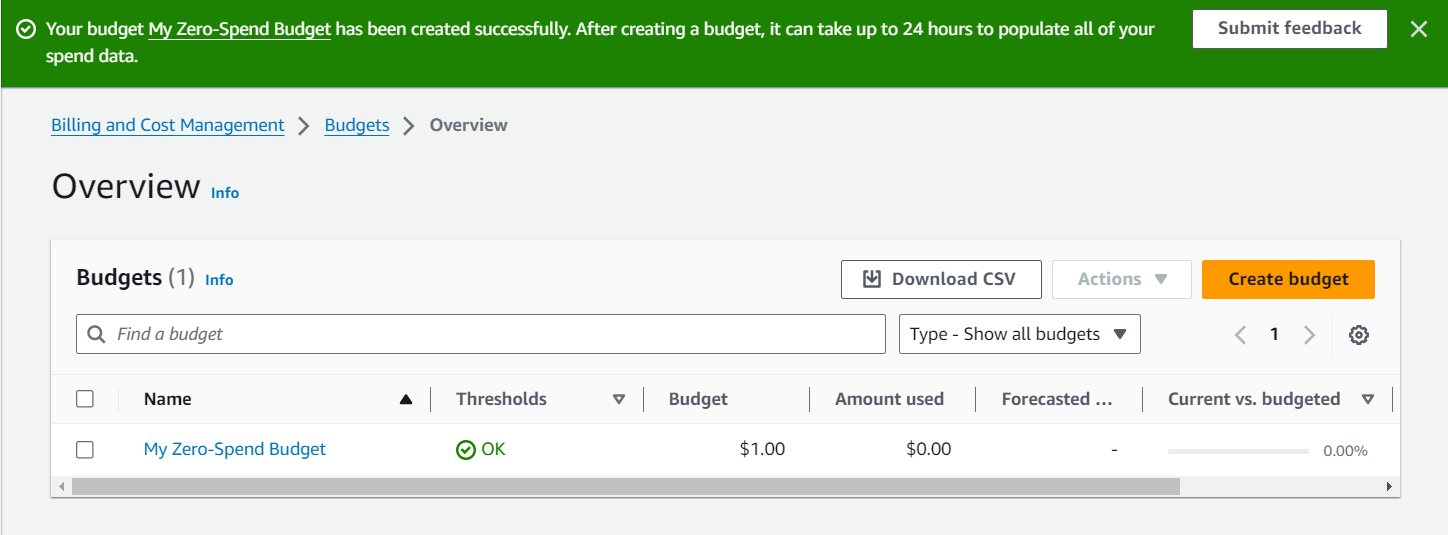 Your budget My Zero-Spend Budget has been created successfully. After creating a budget, it can take up to 24 hours to populate all of your
spend data.
Submit feedback
Billing and Cost Management > Budgets > Overview
Overview Info
Budgets (1) Info
Download CSV
Actions
Create budget
Find a budget
Type - Show all budgets
1
Name Thresholds Budget Amount used Forecasted ... Current vs. budgeted
My Zero-Spend Budget OK $1.00 $0.00 - 0.00%